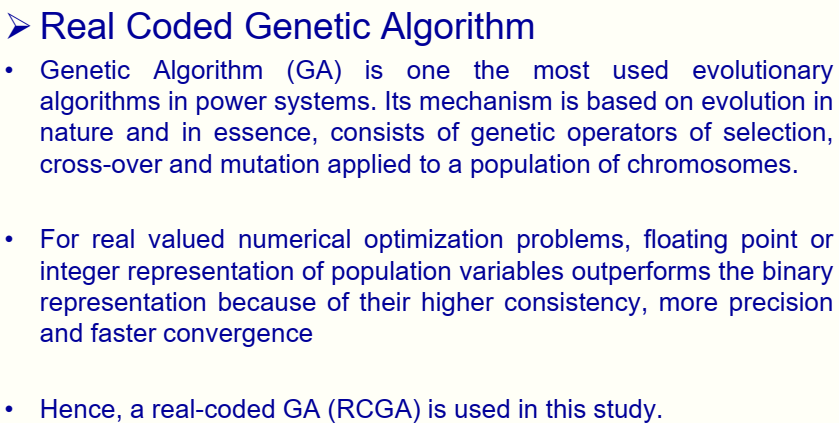 ➢ Real Coded Genetic Algorithm
• Genetic Algorithm (GA) is one the most used evolutionary
algorithms in power systems. Its mechanism is based on evolution in
nature and in essence, consists of genetic operators of selection,
cross-over and mutation applied to a population of chromosomes.
• For real valued numerical optimization problems, floating point or
integer representation of population variables outperforms the binary
representation because of their higher consistency, more precision
and faster convergence
• Hence, a real-coded GA (RCGA) is used in this study.